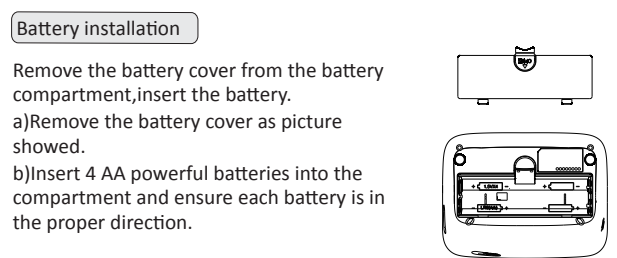 Battery installation
Remove the battery cover from the battery
compartment,insert the battery.
a)Remove the battery cover as picture
showed.
b)Insert 4 AA powerful batteries into the
compartment and ensure each battery is in
the proper direction.